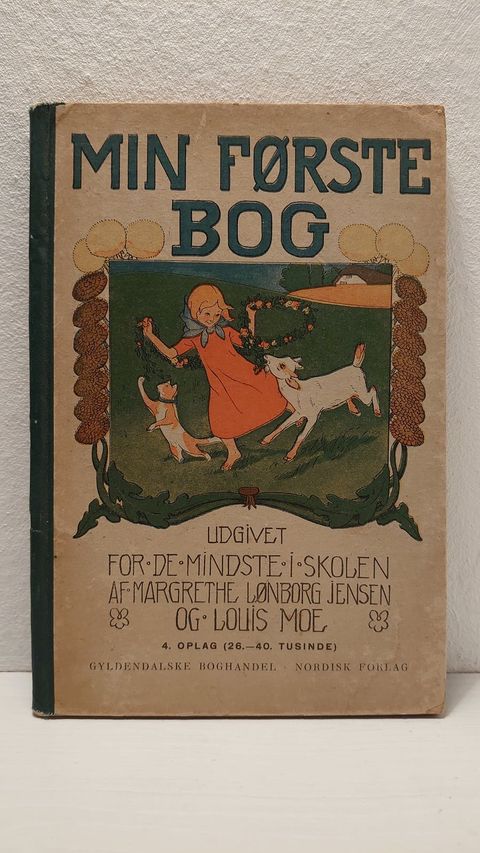 MIN FØRSTE
BOG
UDGIVET
FOR·DE·MINDSTE·I·SKOLEN
AF·MARGRETHE LØNBORG JENSEN
OG·LOUIS MOE
4. OPLAG (26.—40. TUSINDE)
GYLDENDALSKE BOGHANDEL · NORDISK FORLAG